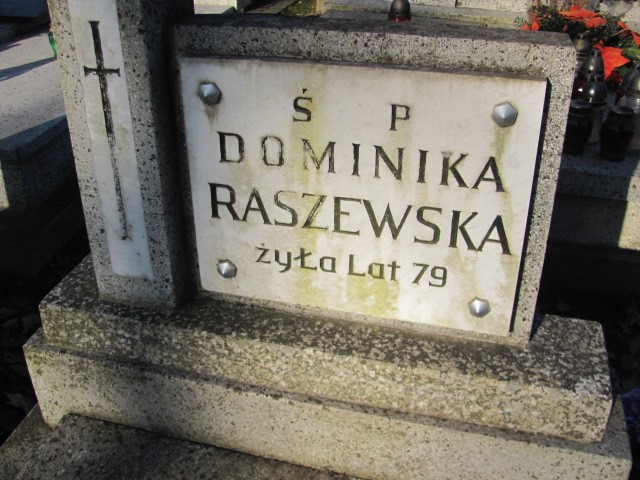 Ś P
DOMINIKA
RASZEWSKA
żyła Lat 79